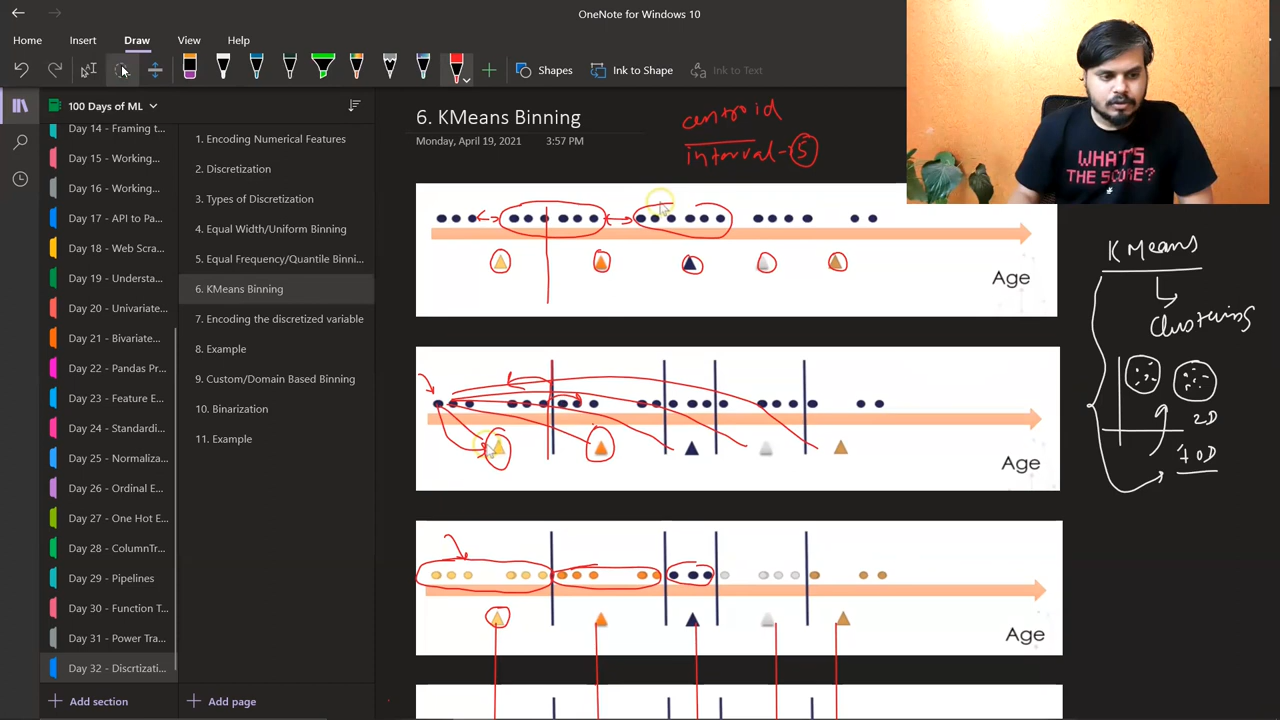 OneNote for Windows 10
Home
Insert
Draw
View
Help
Shapes
Ink to Shape
Ink to Text
100 Days of ML
Day 14 - Framing t...
Day 15 - Working...
Day 16 - Working...
Day 17 - API to Pa...
Day 18 - Web Scra...
Day 19 - Understa...
Day 20 - Univariate...
Day 21 - Bivariate...
Day 22 - Pandas Pr...
Day 23 - Feature E...
Day 24 - Standardi...
Day 25 - Normaliza...
Day 26 - Ordinal E...
Day 27 - One Hot E...
Day 28 - ColumnTr...
Day 29 - Pipelines
Day 30 - Function T...
Day 31 - Power Tra...
Day 32 - Discrtizati...
Add section
1. Encoding Numerical Features
2. Discretization
3. Types of Discretization
4. Equal Width/Uniform Binning
5. Equal Frequency/Quantile Binni...
6. KMeans Binning
7. Encoding the discretized variable
8. Example
9. Custom/Domain Based Binning
10. Binarization
11. Example
Add page
6. KMeans Binning
Monday, April 19, 2021
3:57 PM
centroid
interval - 5
Age
Age
Age
WHAT'S
THE SCORE?
KMeans
Clustering
2D
10D